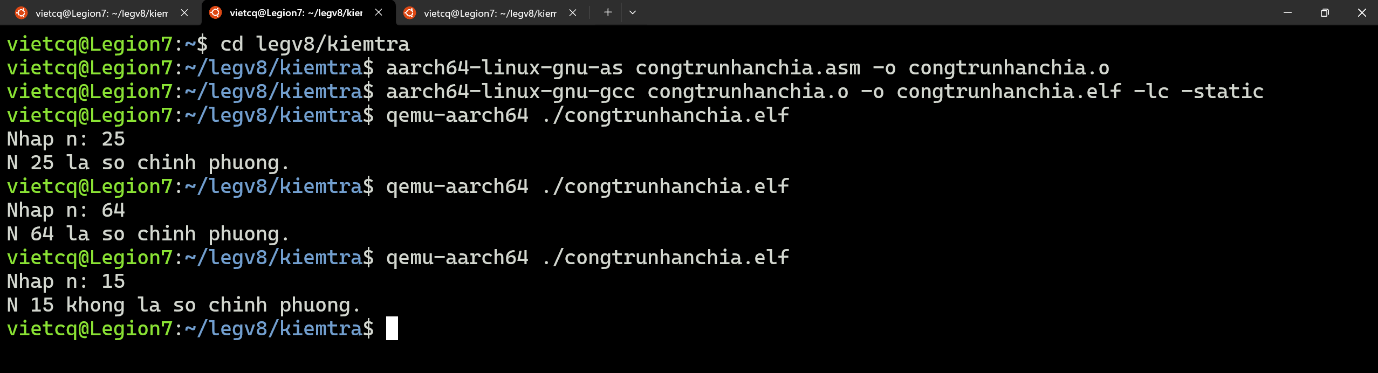 vietcq@Legion7: ~/legv8/kier
vietcq@Legion7: ~/legv8/kier
vietcq@Legion7: ~/legv8/kiem
vietcq@Legion7:~$ cd legv8/kiemtra
vietcq@Legion7:~/legv8/kiemtra$ aarch64-linux-gnu-as congtrunhanchia.asm -o congtrunhanchia.o
vietcq@Legion7:~/legv8/kiemtra$ aarch64-linux-gnu-gcc congtrunhanchia.o -o congtrunhanchia.elf -lc -static
vietcq@Legion7:~/legv8/kiemtra$ qemu-aarch64 ./congtrunhanchia.elf
Nhap n: 25
N 25 la so chinh phuong.
vietcq@Legion7:~/legv8/kiemtra$ qemu-aarch64 ./congtrunhanchia.elf
Nhap n: 64
N 64 la so chinh phuong.
vietcq@Legion7:~/legv8/kiemtra$ qemu-aarch64 ./congtrunhanchia.elf
Nhap n: 15
N 15 khong la so chinh phuong.
vietcq@Legion7:~/legv8/kiemtra$